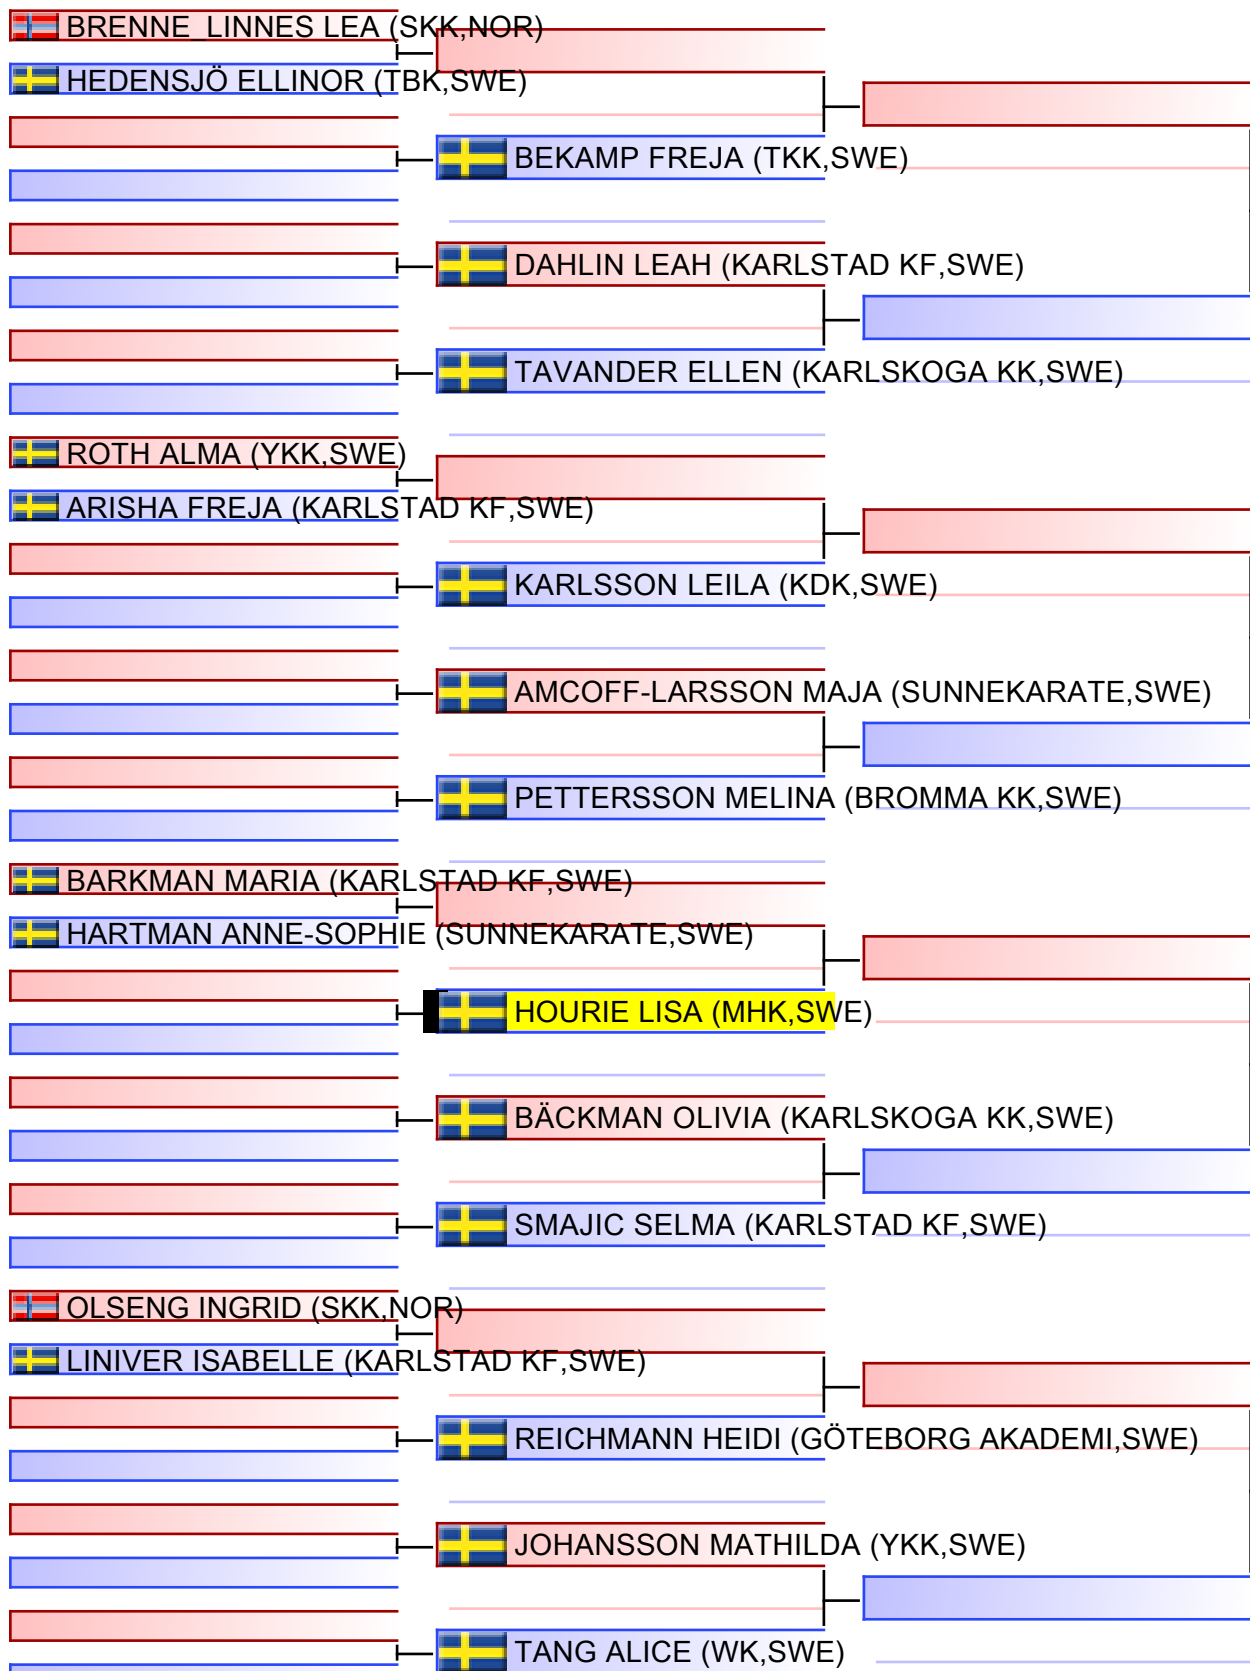 BRENNE_LINNES LEA (SKK,NOR)
HEDENSJÖ ELLINOR (TBK,SWE)
BEKAMP FREJA (TKK,SWE)
DAHLIN LEAH (KARLSTAD KF,SWE)
TAVANDER ELLEN (KARLSKOGA KK,SWE)
ROTH ALMA (YKK,SWE)
ARISHA FREJA (KARLSTAD KF,SWE)
KARLSSON LEILA (KDK,SWE)
AMCOFF-LARSSON MAJA (SUNNEKARATE,SWE)
PETTERSSON MELINA (BROMMA KK,SWE)
BARKMAN MARIA (KARLSTAD KF,SWE)
HARTMAN ANNE-SOPHIE (SUNNEKARATE,SWE)
HOURIE LISA (MHK,SWE)
BÄCKMAN OLIVIA (KARLSKOGA KK,SWE)
SMAJIC SELMA (KARLSTAD KF,SWE)
OLSENG INGRID (SKK,NOR)
LINIVER ISABELLE (KARLSTAD KF,SWE)
REICHMANN HEIDI (GÖTEBORG AKADEMI,SWE)
JOHANSSON MATHILDA (YKK,SWE)
TANG ALICE (WK,SWE)